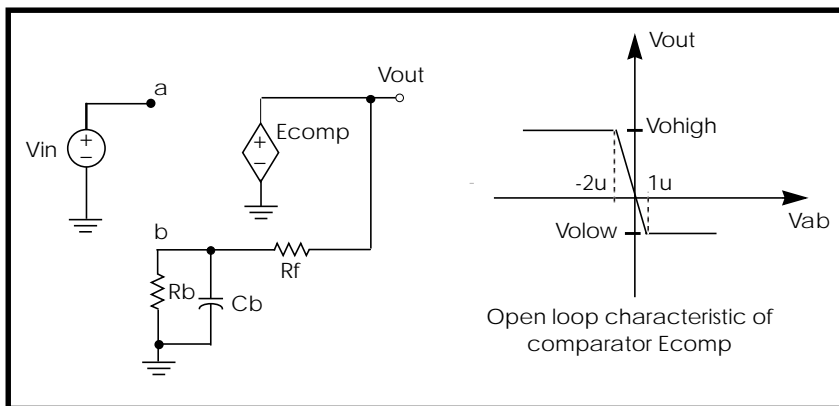 Vout
a
Vout
Ecomp
+
−
Vin
+
−
Vohigh
-2u
1u
Vab
Volow
b
Rf
Rb
Cb
Open loop characteristic of
comparator Ecomp